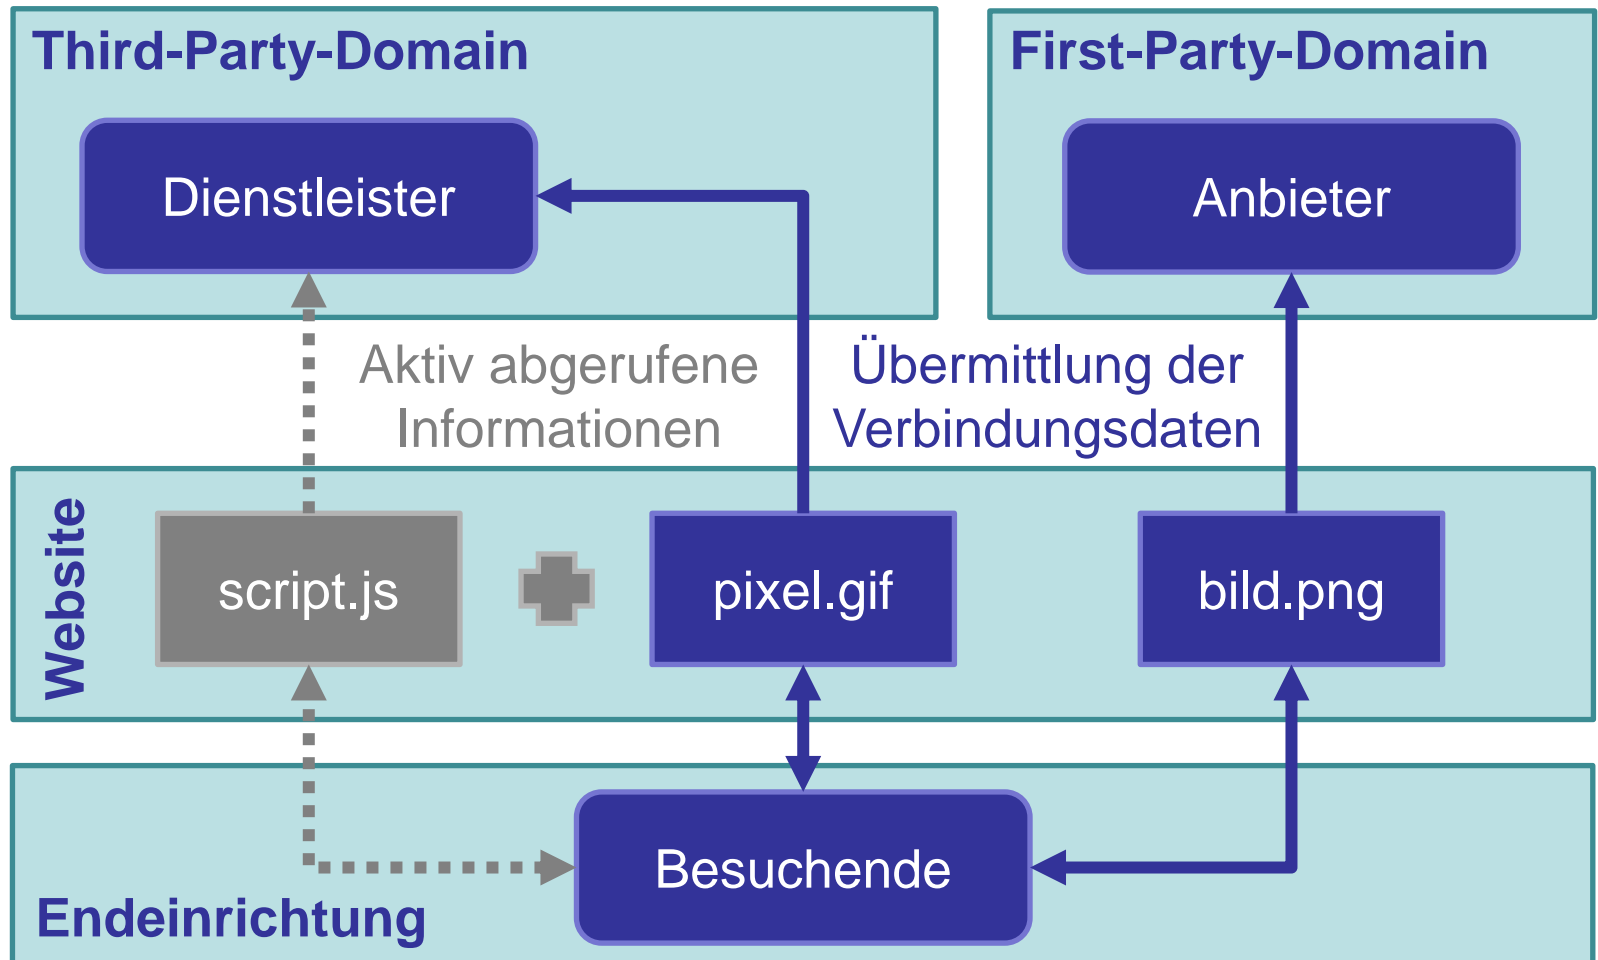 Third-Party-Domain
First-Party-Domain
Dienstleister
Anbieter
Aktiv abgerufene
Informationen
Übermittlung der
Verbindungsdaten
Website
script.js
pixel.gif
bild.png
Besuchende
Endeinrichtung